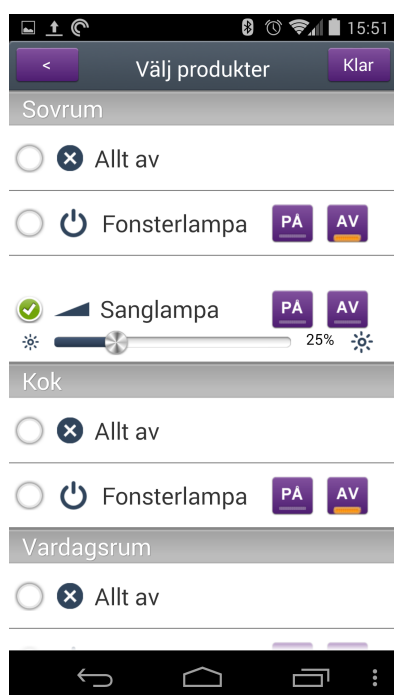 15:51
< Välj produkter Klar
Sovrum
Allt av
Fonsterlampa PÅ AV
Sanglampa PÅ AV
25%
Kok
Allt av
Fonsterlampa PÅ AV
Vardagsrum
Allt av